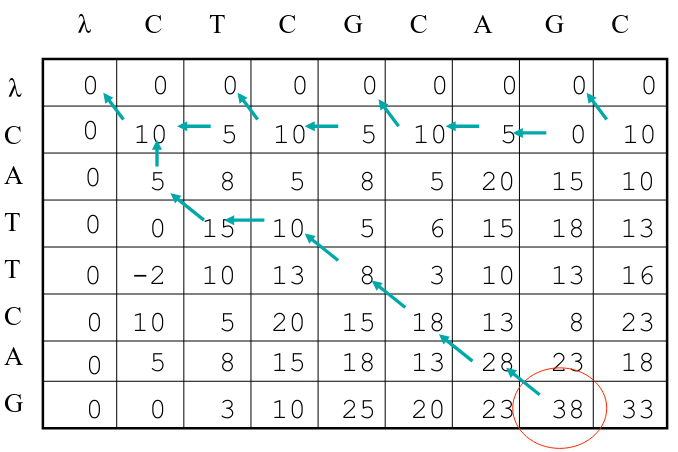 λ C T C G C A G C
λ 0 0 0 0 0 0 0 0 0
C 0 10 5 10 5 10 5 0 10
A 0 5 8 5 8 5 20 15 10
T 0 0 15 10 5 6 15 18 13
T 0 -2 10 13 8 3 10 13 16
C 0 10 5 20 15 18 13 8 23
A 0 5 8 15 18 13 28 23 18
G 0 0 3 10 25 20 23 38 33